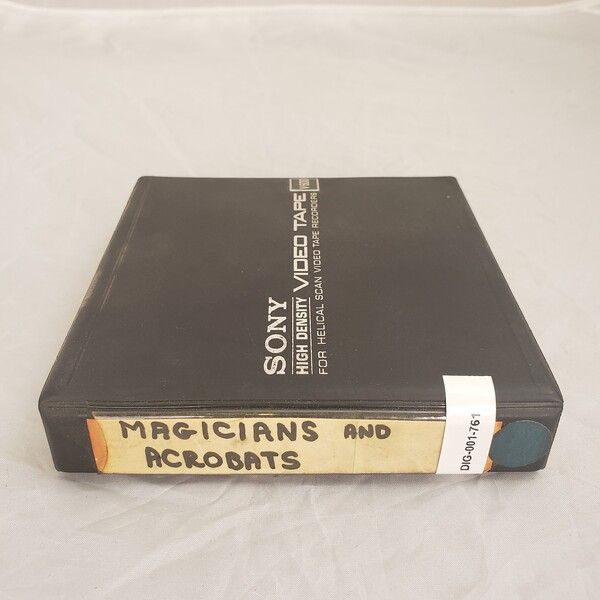 SONY
HIGH DENSITY VIDEO TAPE
FOR HELICAL SCAN VIDEO TAPE RECORDERS
MAGICIANS AND
ACROBATS
DIG-001-761